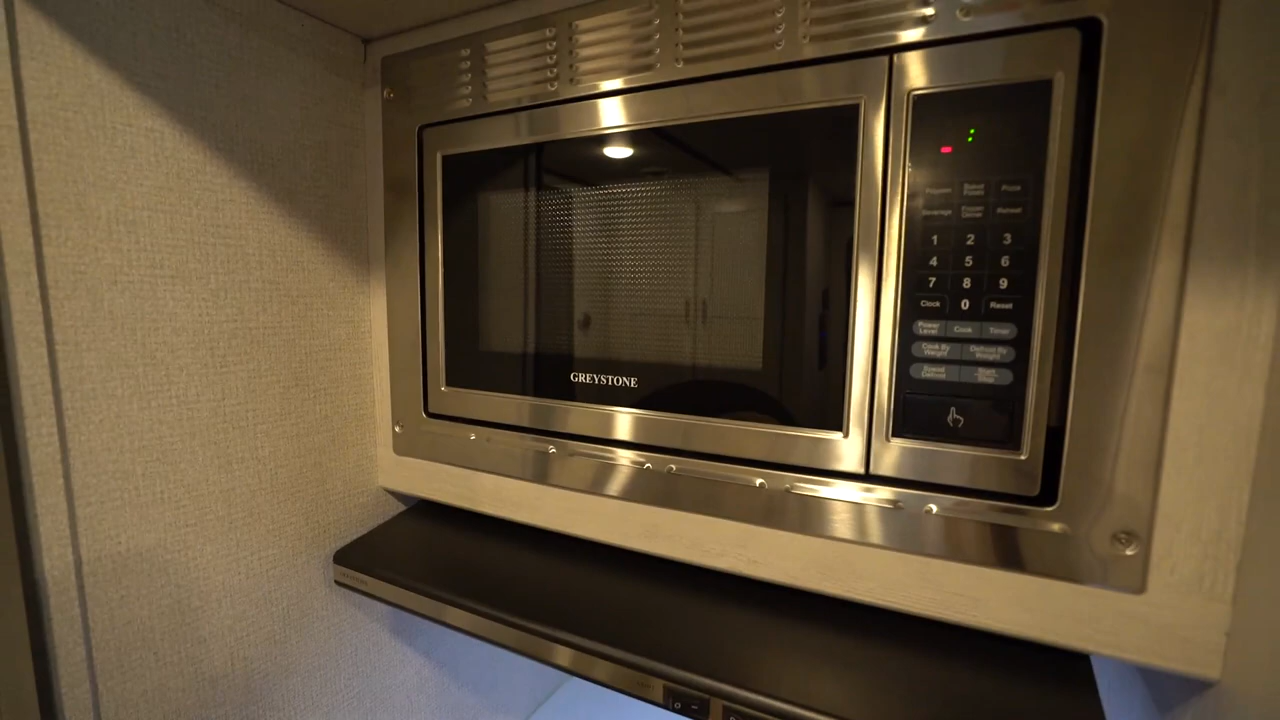 Popcorn Baked Potato Pizza
Beverage Frozen Dinner Reheat
1 2 3
4 5 6
7 8 9
Clock 0 Reset
Power Level Cook Timer
Cook By Weight Defrost By Weight
Speed Defrost Start/Stop
GREYSTONE